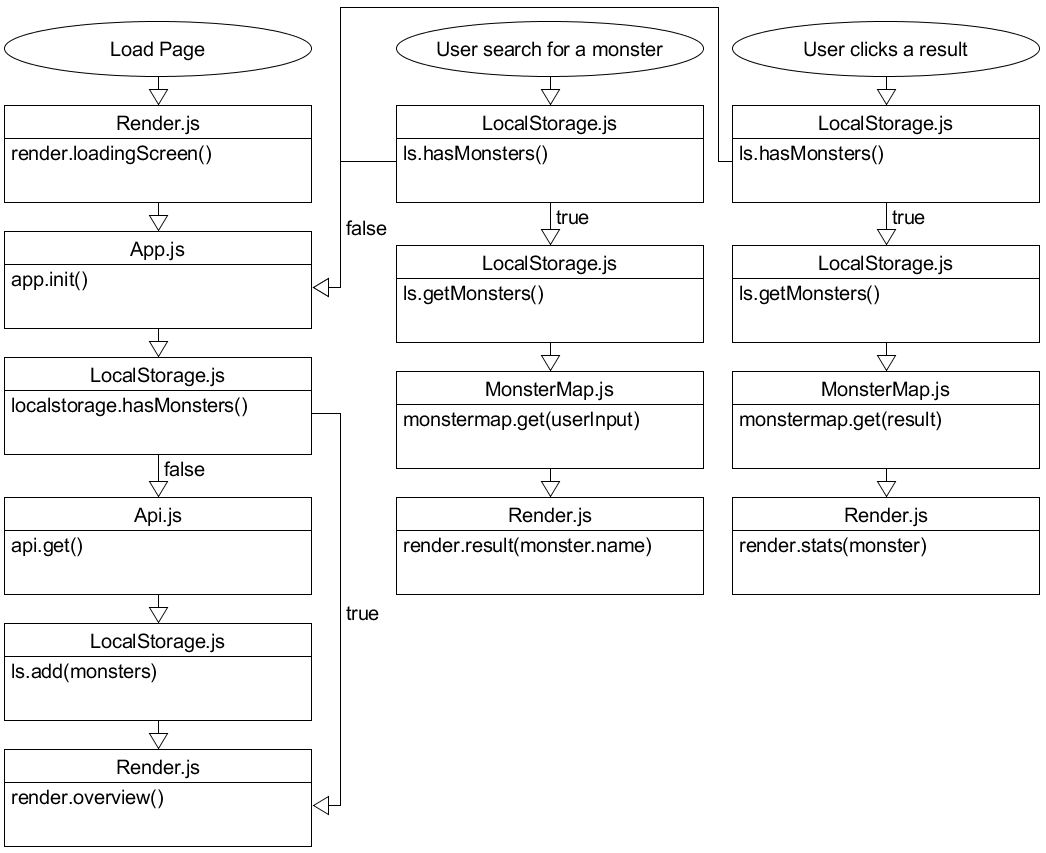 Load Page
Render.js
render.loadingScreen()
App.js
app.init()
LocalStorage.js
localstorage.hasMonsters()
false
Api.js
api.get()
LocalStorage.js
ls.add(monsters)
Render.js
render.overview()
true
false
User search for a monster
LocalStorage.js
ls.hasMonsters()
true
LocalStorage.js
ls.getMonsters()
MonsterMap.js
monstermap.get(userInput)
Render.js
render.result(monster.name)
User clicks a result
LocalStorage.js
ls.hasMonsters()
true
LocalStorage.js
ls.getMonsters()
MonsterMap.js
monstermap.get(result)
Render.js
render.stats(monster)